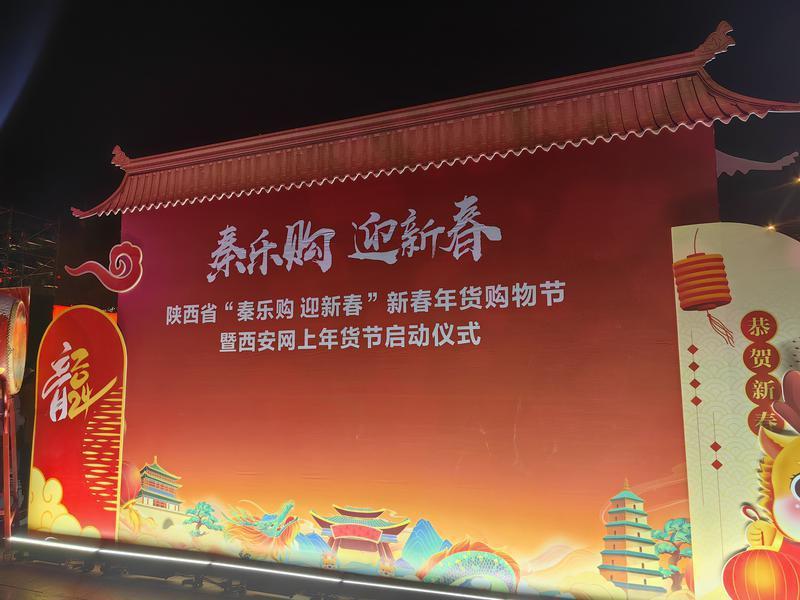 秦乐购 迎新春
陕西省“秦乐购 迎新春”新春年货购物节
暨西安网上年货节启动仪式
龍
2024
恭贺新春